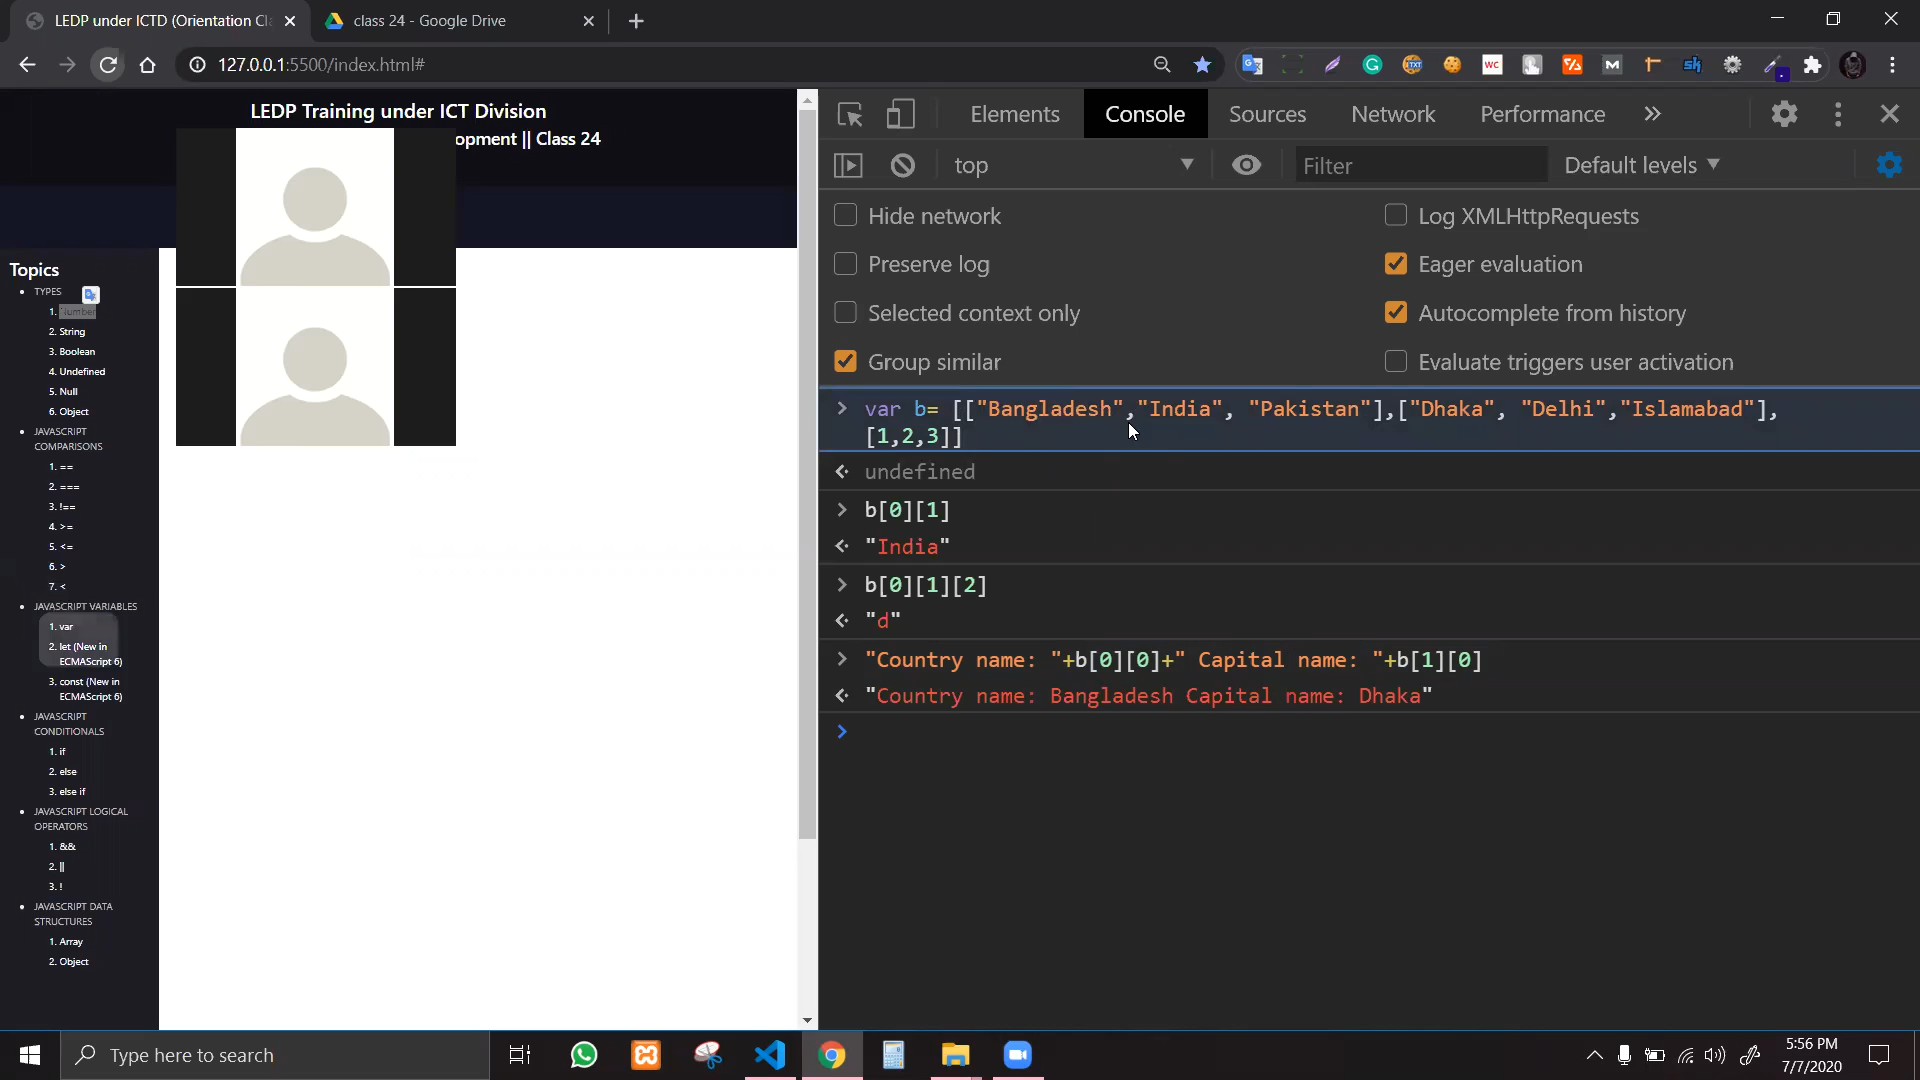 LEDP under ICTD (Orientation Cla
class 24 - Google Drive
127.0.0.1:5500/index.html#
LEDP Training under ICT Division
opment || Class 24
Topics
TYPES
1. Number
2. String
3. Boolean
4. Undefined
5. Null
6. Object
JAVASCRIPT
COMPARISONS
1. ==
2. ===
3. !==
4. >=
5. <=
6. >
7. <
JAVASCRIPT VARIABLES
1. var
2. let (New in
ECMAScript 6)
3. const (New in
ECMAScript 6)
JAVASCRIPT
CONDITIONALS
1. if
2. else
3. else if
JAVASCRIPT LOGICAL
OPERATORS
1. &&
2. ||
3. !
JAVASCRIPT DATA
STRUCTURES
1. Array
2. Object
Elements Console Sources Network Performance »
top Filter Default levels
Hide network Log XMLHttpRequests
Preserve log Eager evaluation
Selected context only Autocomplete from history
Group similar Evaluate triggers user activation
> var b= [["Bangladesh","India", "Pakistan"],["Dhaka", "Delhi","Islamabad"],
[1,2,3]]
undefined
> b[0][1]
"India"
> b[0][1][2]
"d"
> "Country name: "+b[0][0]+" Capital name: "+b[1][0]
"Country name: Bangladesh Capital name: Dhaka"
>
Type here to search
5:56 PM
7/7/2020